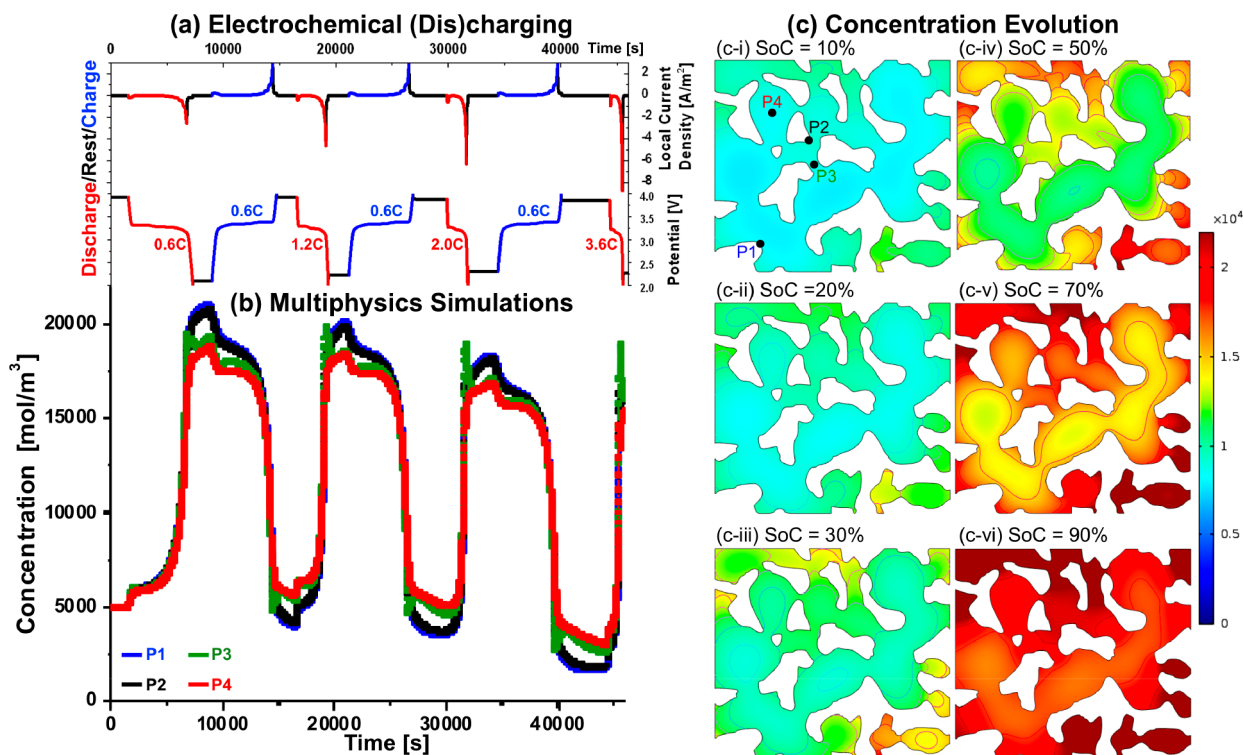 (a) Electrochemical (Dis)charging
0 10000 20000 30000 40000 Time [s]
Discharge/Rest/Charge
2
1
0
-2
-4
-6
-8
Local Current
Density [A/m²]
0.6C 0.6C 0.6C
0.6C 1.2C 2.0C 3.6C
4.0
3.5
3.0
2.5
2.0
Potential [V]
(b) Multiphysics Simulations
Concentration [mol/m³]
20000
15000
10000
5000
0
P1 P3
P2 P4
0 10000 20000 30000 40000
Time [s]
(c) Concentration Evolution
(c-i) SoC = 10% (c-iv) SoC = 50%
P4
P2
P3
P1
(c-ii) SoC =20% (c-v) SoC = 70%
(c-iii) SoC = 30% (c-vi) SoC = 90%
×10⁴
2
1.5
1
0.5
0